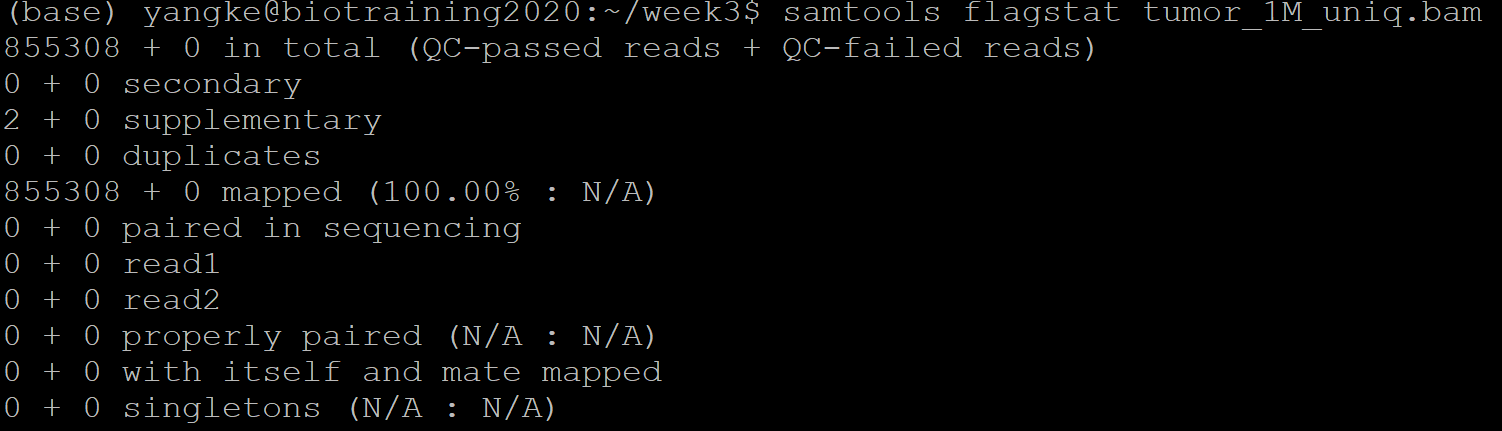 (base) yangke@biotraining2020:~/week3$ samtools flagstat tumor_1M_uniq.bam
855308 + 0 in total (QC-passed reads + QC-failed reads)
0 + 0 secondary
2 + 0 supplementary
0 + 0 duplicates
855308 + 0 mapped (100.00% : N/A)
0 + 0 paired in sequencing
0 + 0 read1
0 + 0 read2
0 + 0 properly paired (N/A : N/A)
0 + 0 with itself and mate mapped
0 + 0 singletons (N/A : N/A)